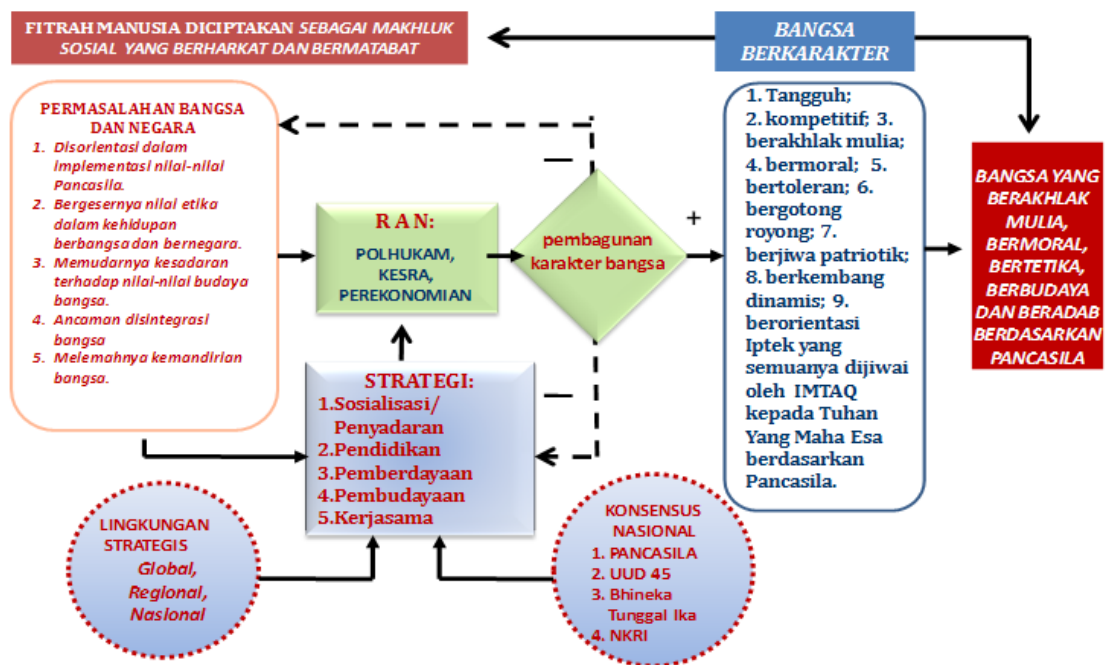 FITRAH MANUSIA DICIPTAKAN SEBAGAI MAKHLUK
SOSIAL YANG BERHARKAT DAN BERMATABAT
BANGSA
BERKARAKTER
PERMASALAHAN BANGSA
DAN NEGARA
1. Disorientasi dalam
implementasi nilai-nilai
Pancasila.
2. Bergesernya nilai etika
dalam kehidupan
berbangsa dan bernegara.
3. Memudarnya kesadaran
terhadap nilai-nilai budaya
bangsa.
4. Ancaman disintegrasi
bangsa
5. Melemahnya kemandirian
bangsa.
R A N:
POLHUKAM,
KESRA,
PEREKONOMIAN
—
pembagunan
karakter bangsa
+
—
1. Tangguh;
2. kompetitif; 3.
berakhlak mulia;
4. bermoral; 5.
bertoleran; 6.
bergotong
royong; 7.
berjiwa patriotik;
8. berkembang
dinamis; 9.
berorientasi
Iptek yang
semuanya dijiwai
oleh IMTAQ
kepada Tuhan
Yang Maha Esa
berdasarkan
Pancasila.
BANGSA YANG
BERAKHLAK
MULIA,
BERMORAL,
BERTETIKA,
BERBUDAYA
DAN BERADAB
BERDASARKAN
PANCASILA
STRATEGI:
1.Sosialisasi/
Penyadaran
2.Pendidikan
3.Pemberdayaan
4.Pembudayaan
5.Kerjasama
LINGKUNGAN
STRATEGIS
Global,
Regional,
Nasional
KONSENSUS
NASIONAL
1. PANCASILA
2. UUD 45
3. Bhineka
Tunggal Ika
4. NKRI